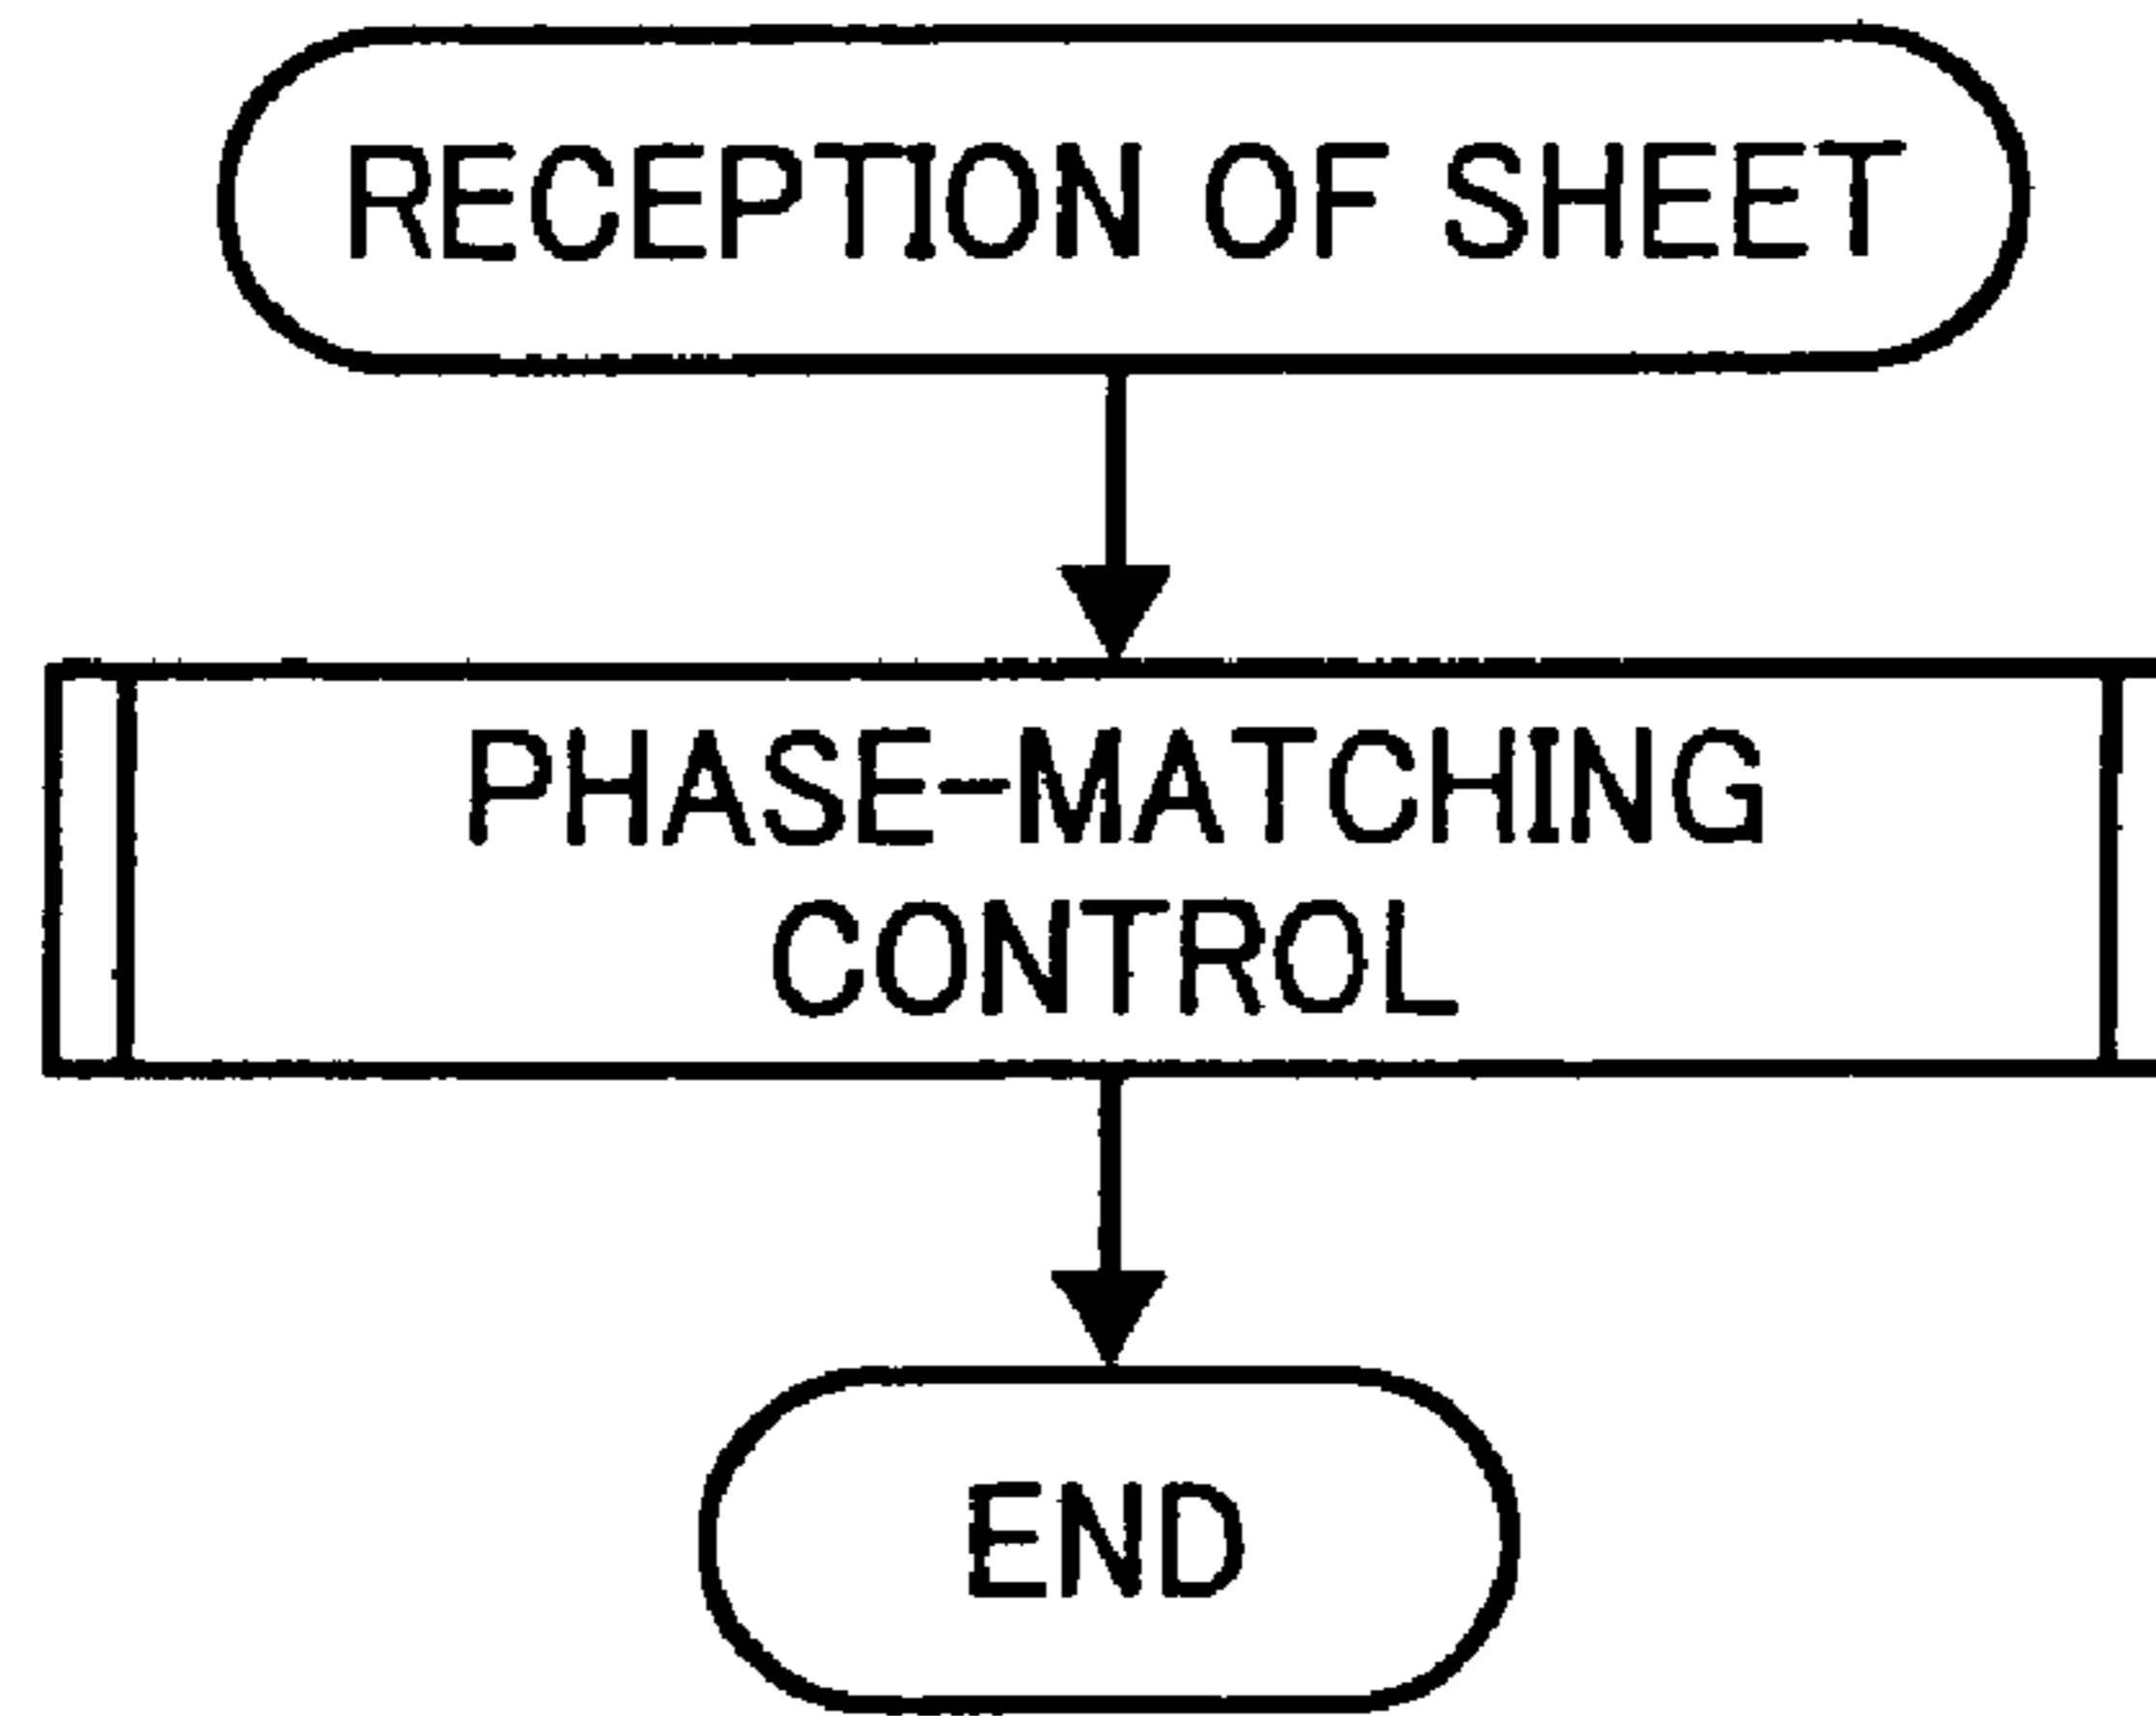 RECEPTION OF SHEET
PHASE-MATCHING
CONTROL
END